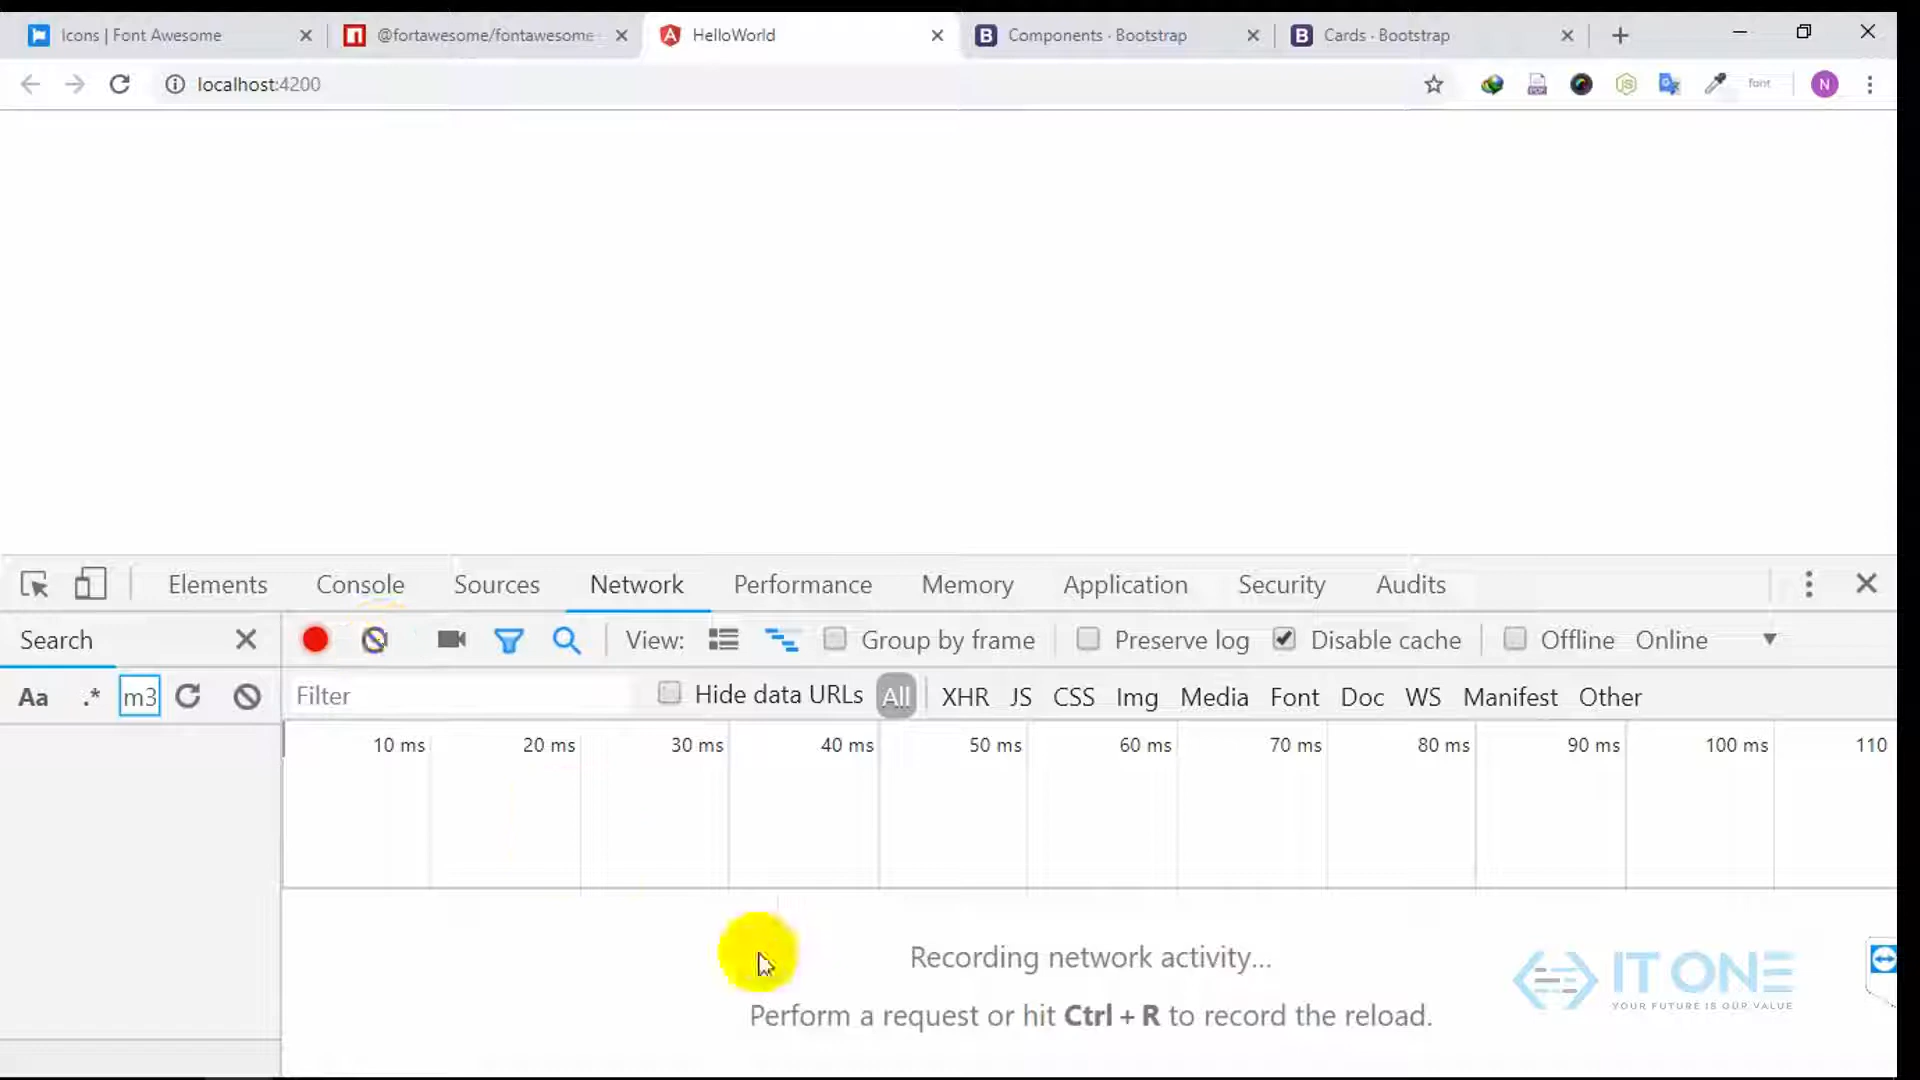 Icons | Font Awesome
@fortawesome/fontawesome
HelloWorld
Components · Bootstrap
Cards · Bootstrap
localhost:4200
font
N
Elements
Console
Sources
Network
Performance
Memory
Application
Security
Audits
Search
View:
Group by frame
Preserve log
Disable cache
Offline
Online
Aa
.*
m3
Filter
Hide data URLs
All
XHR
JS
CSS
Img
Media
Font
Doc
WS
Manifest
Other
10 ms
20 ms
30 ms
40 ms
50 ms
60 ms
70 ms
80 ms
90 ms
100 ms
110
Recording network activity...
Perform a request or hit Ctrl + R to record the reload.
IT ONE
YOUR FUTURE IS OUR VALUE